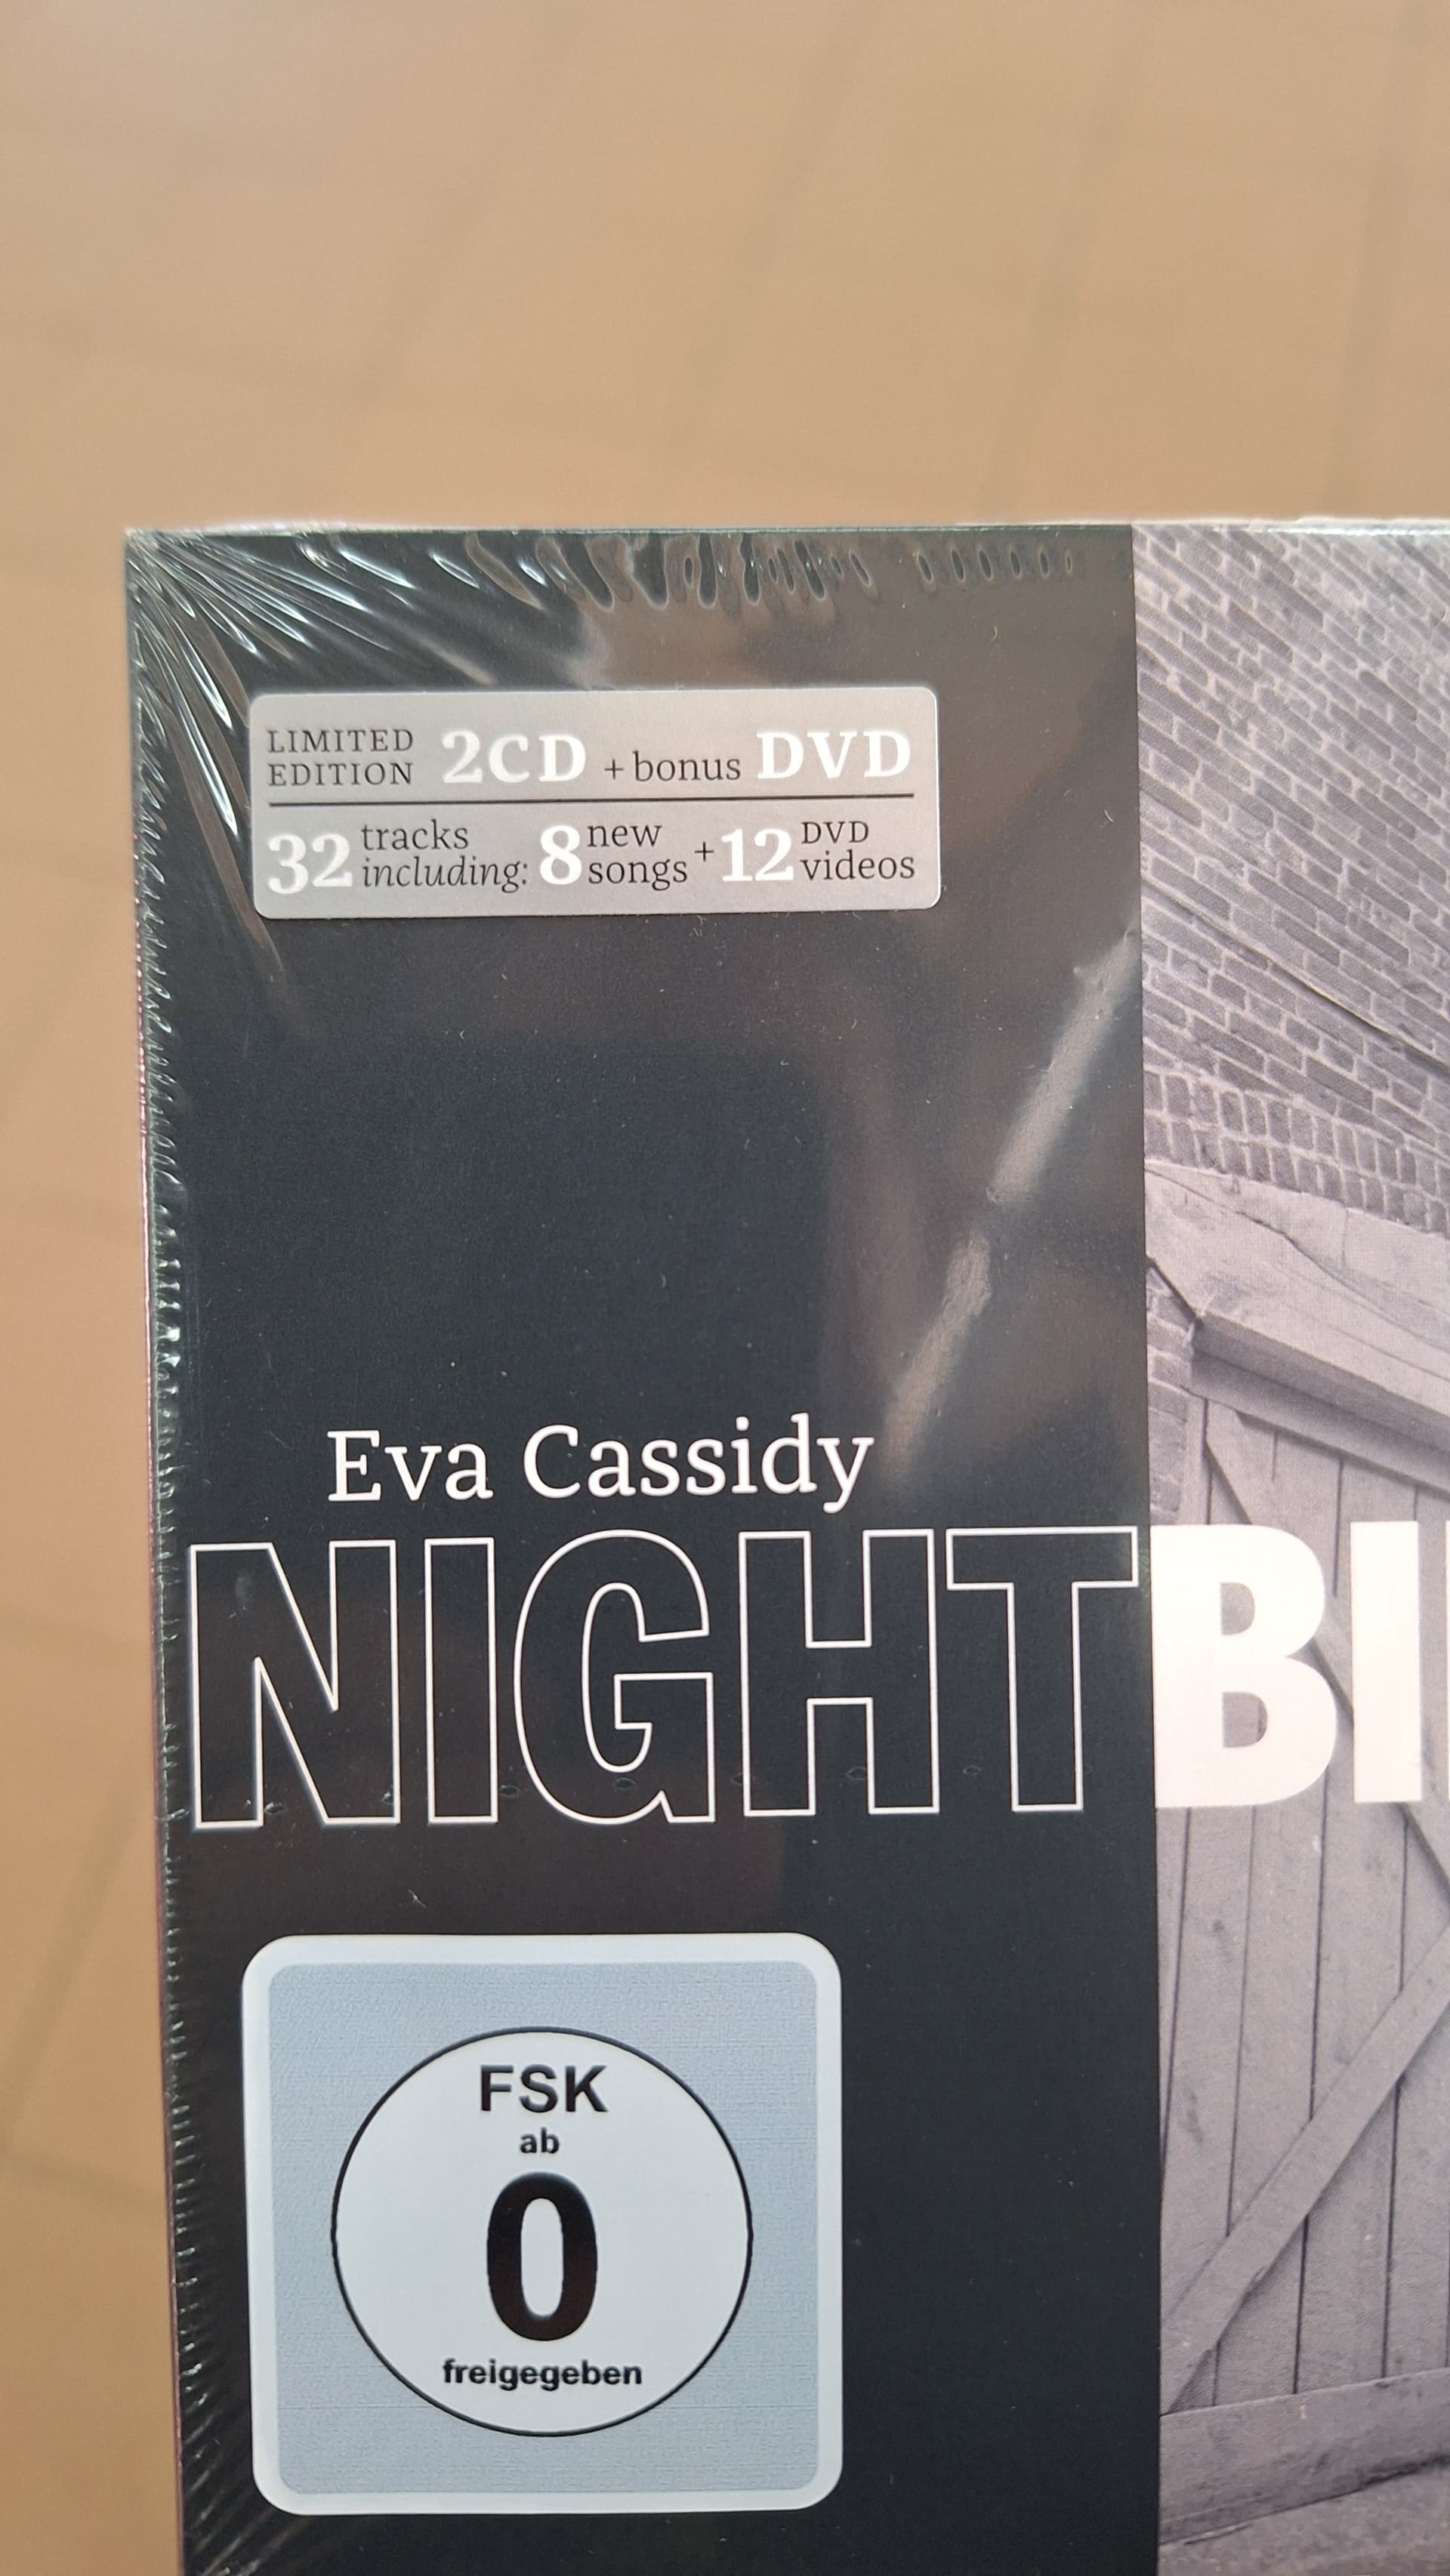 LIMITED EDITION 2CD + bonus DVD
32 tracks including: 8 new songs + 12 DVD videos
Eva Cassidy
NIGHTBI
FSK
ab
0
freigegeben